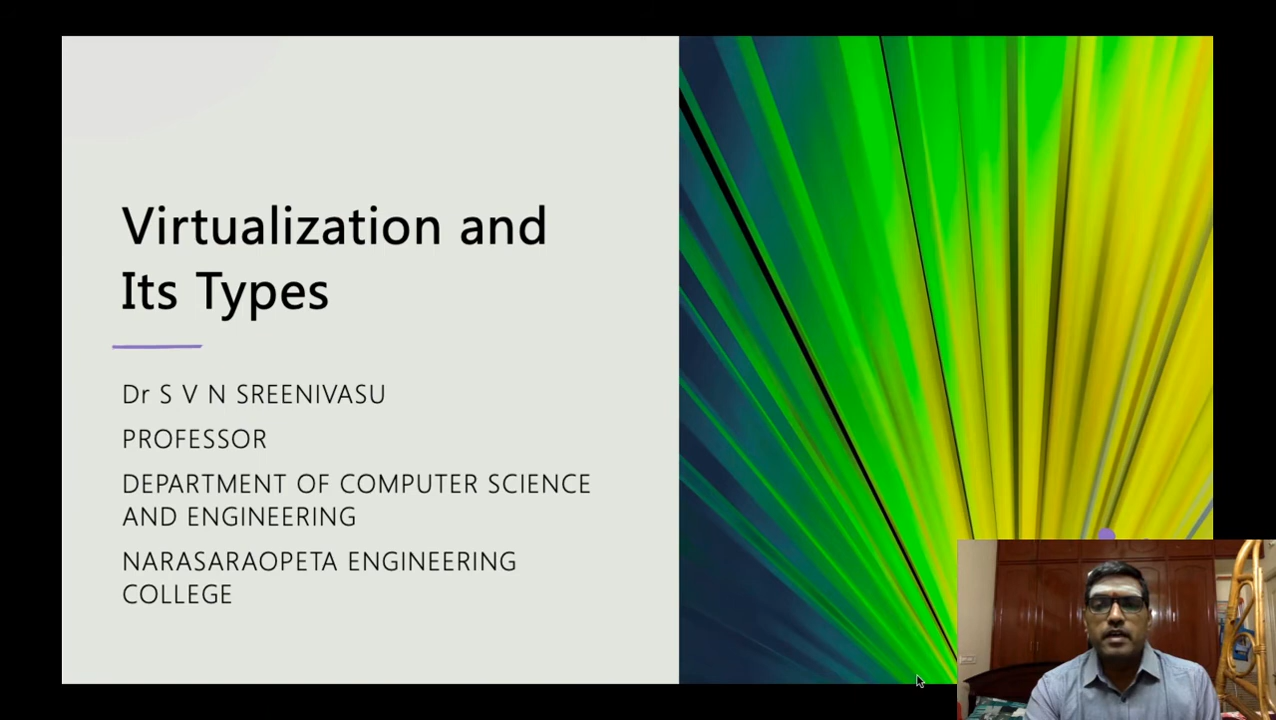 Virtualization and
Its Types
Dr S V N SREENIVASU
PROFESSOR
DEPARTMENT OF COMPUTER SCIENCE
AND ENGINEERING
NARASARAOPETA ENGINEERING
COLLEGE